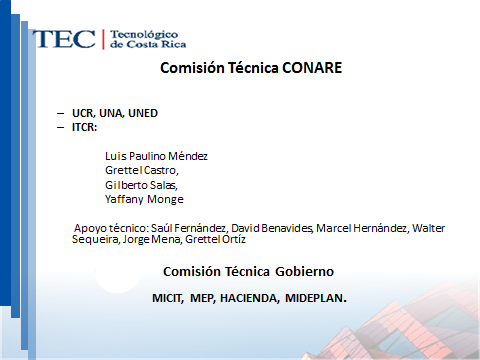 TEC | Tecnológico
de Costa Rica
Comisión Técnica CONARE
– UCR, UNA, UNED
– ITCR:
Luis Paulino Méndez
Grettel Castro,
Gilberto Salas,
Yaffany Monge
Apoyo técnico: Saúl Fernández, David Benavides, Marcel Hernández, Walter
Sequeira, Jorge Mena, Grettel Ortíz
Comisión Técnica Gobierno
MICIT, MEP, HACIENDA, MIDEPLAN.